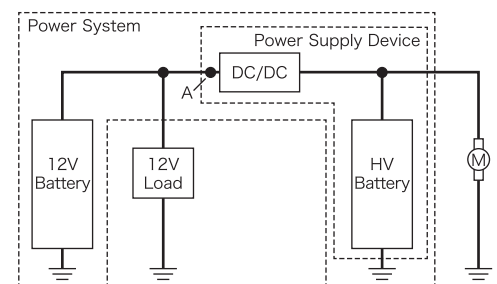 Power System
Power Supply Device
DC/DC
A
12V
Battery
12V
Load
HV
Battery
M